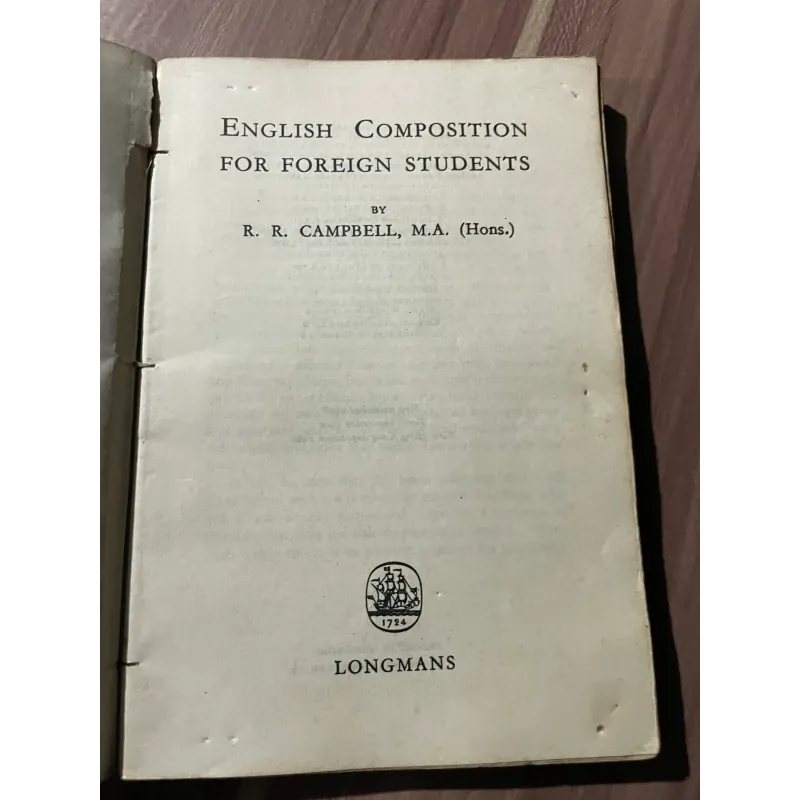 ENGLISH COMPOSITION
FOR FOREIGN STUDENTS
BY
R. R. CAMPBELL, M.A. (Hons.)
1724
LONGMANS